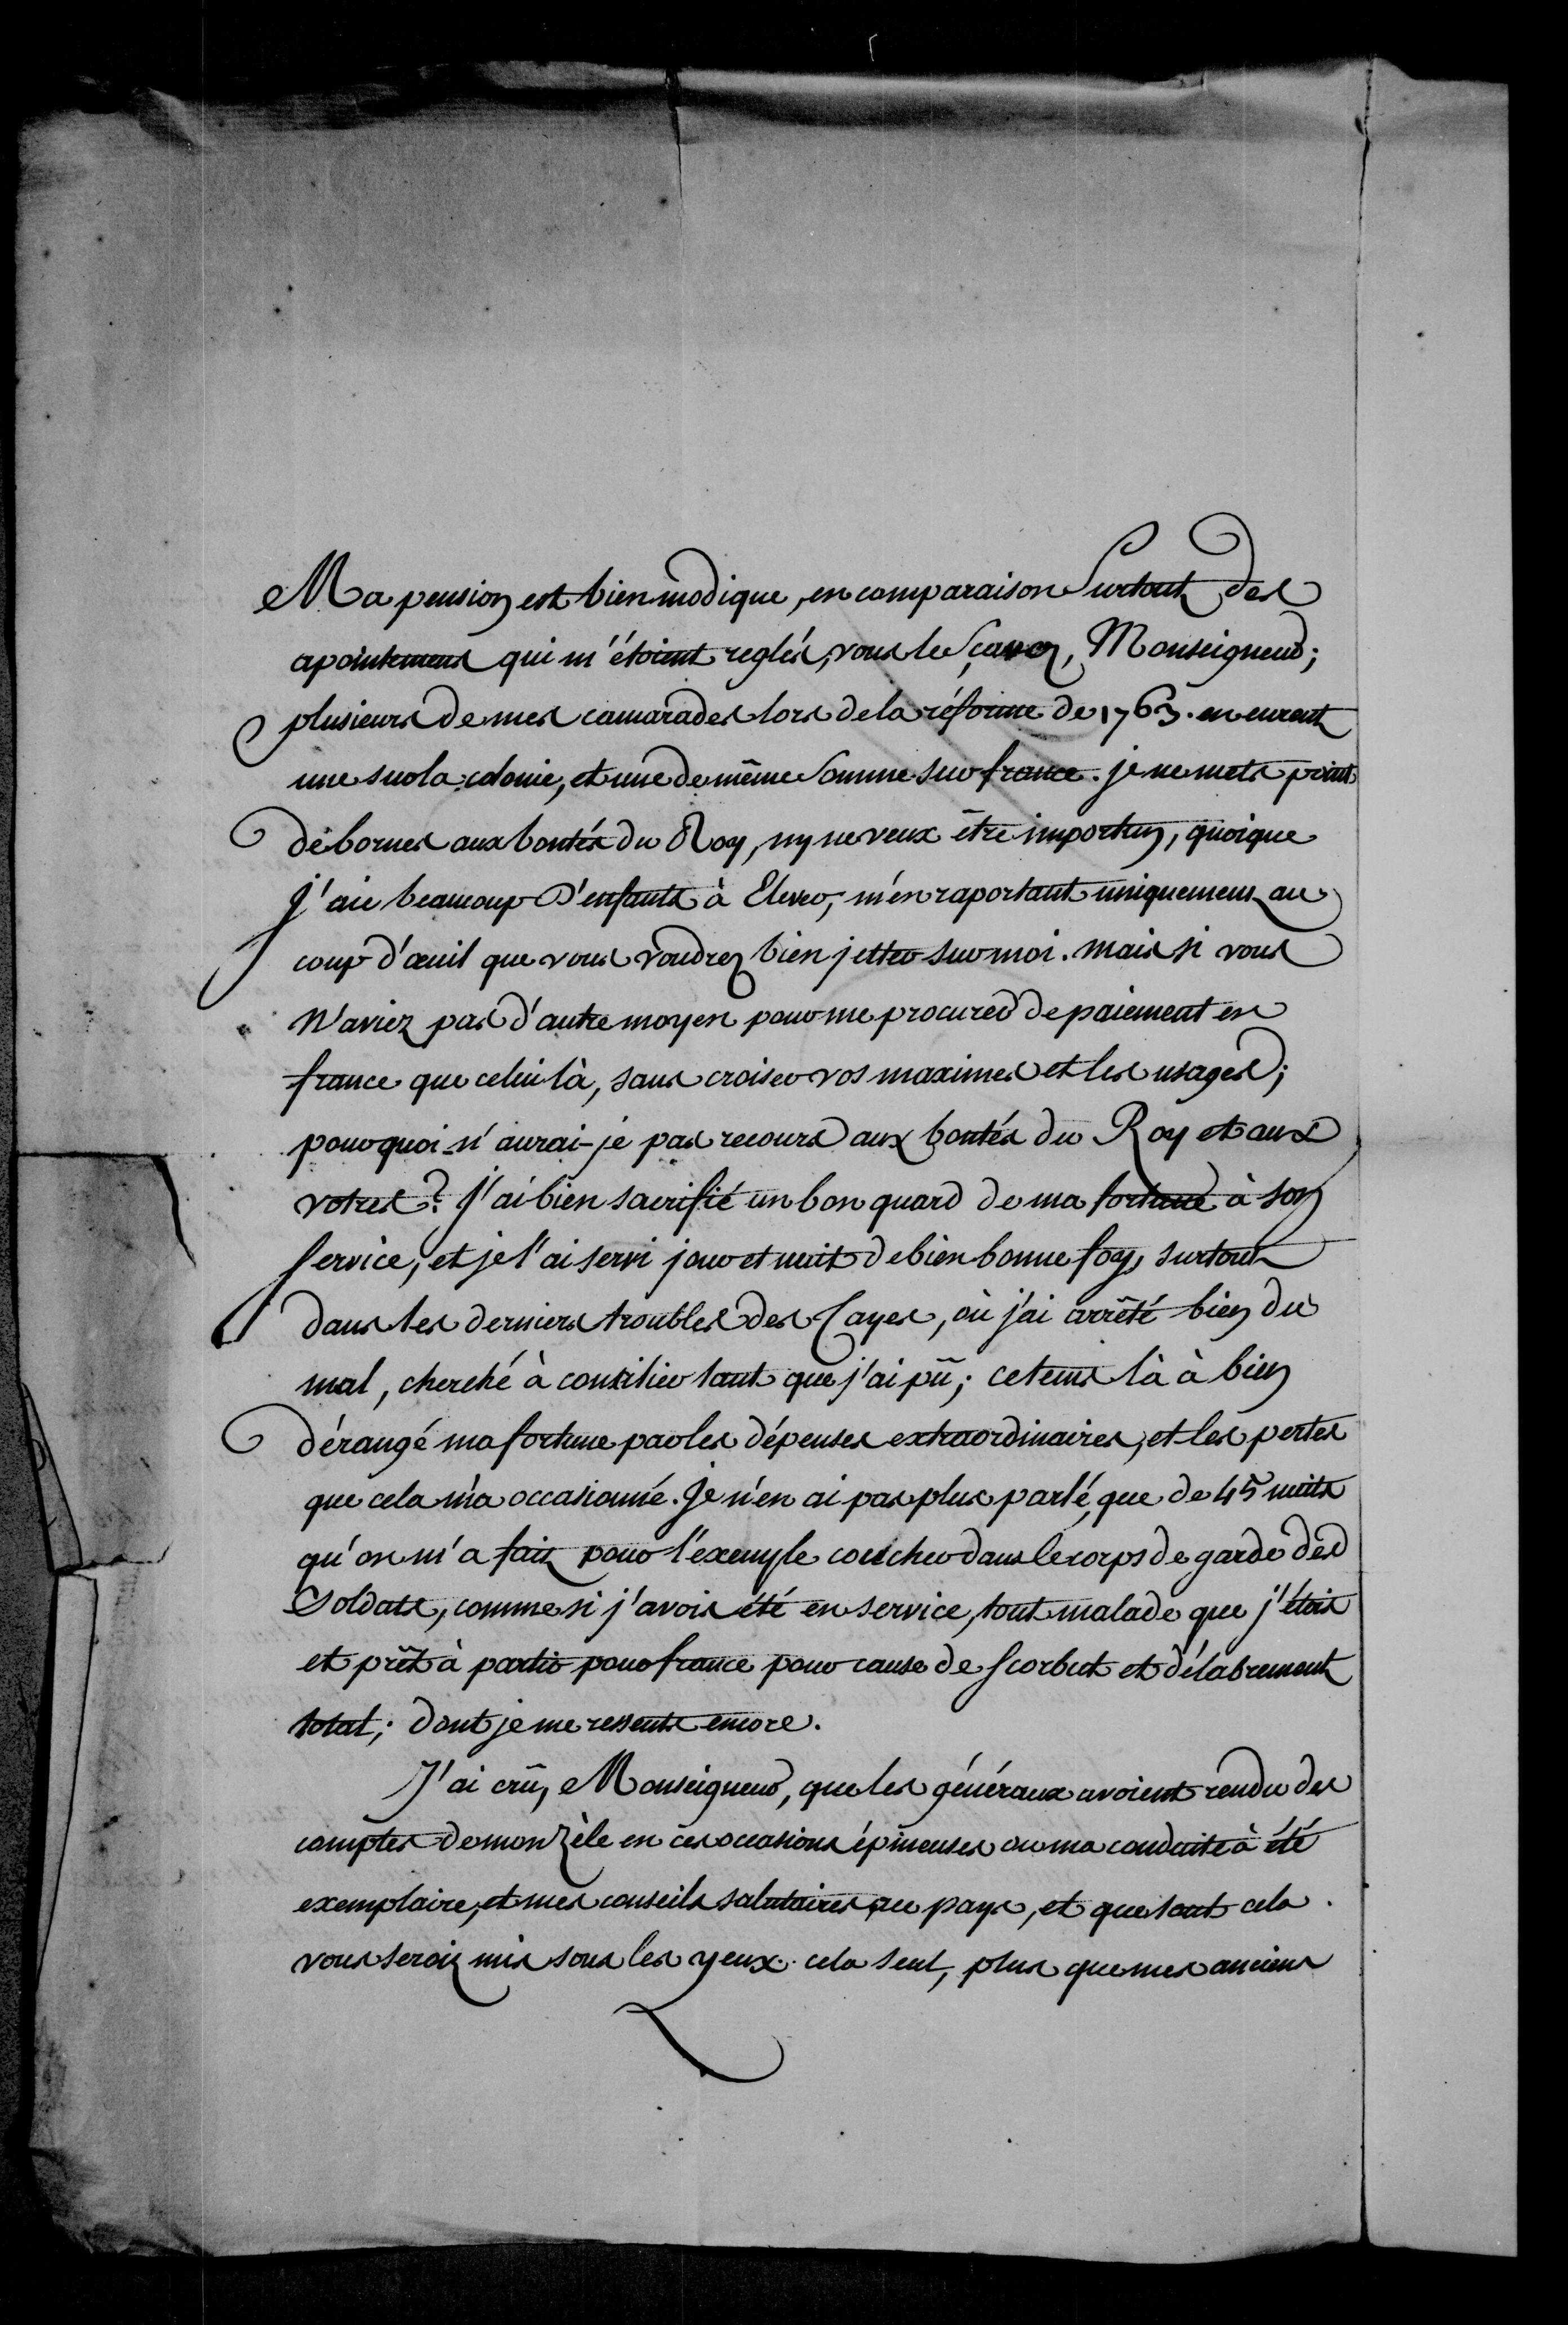 Ma pension est bien modique, en comparaison Surtout des
apointemens qui m'étoient reglés, vous le Sçavez, Monseigneur;
plusieurs de mes camarades lors de la réforme de 1763. en eurent
une sur la colonie, et une de même Somme sur france. je ne mets point
de bornes aux bontés du Roy, ny ne veux être importun, quoique
J'aie beaucoup d'enfants à Elever, m'en raportant uniquement au
coup d'œuil que vous voudrez bien jetter sur moi. mais si vous
n'aviez pas d'autre moyen pour me procurer de paiement en
france que celui là, sans croiser vos maximes et les usages;
pourquoi n'aurai-je pas recours aux bontés du Roy et aux
votres? J'ai bien sacrifié un bon quard de ma fortune à son
service, et je l'ai servi jour et nuit de bien bonne foy, surtout
dans les derniers troubles des Cayes, où j'ai arrêté bien du
mal, cherché à consilier tant que j'ai pû; ce tems là à bien
dérangé ma fortune par les dépenses extraordinaires, et les pertes
que cela m'a occasionné. Je n'en ai pas plus parlé, que de 45 nuits
qu'on m'a fait pour l'exemple coucher dans le corps de garde des
Soldats, comme si j'avois été en service, tout malade que j'étois
et prêt à partir pour france pour cause de scorbut et délabrement
total; dont je me ressents encore.
J'ai crû, Monseigneur, que les généraux avoient rendu des
comptes de mon zèle en ces occasions épineuses ou ma conduite à été
exemplaire, et mes conseils salutaires au pays, et que tout cela
vous seroit mis sous les yeux. cela seul, plus que mes anciens